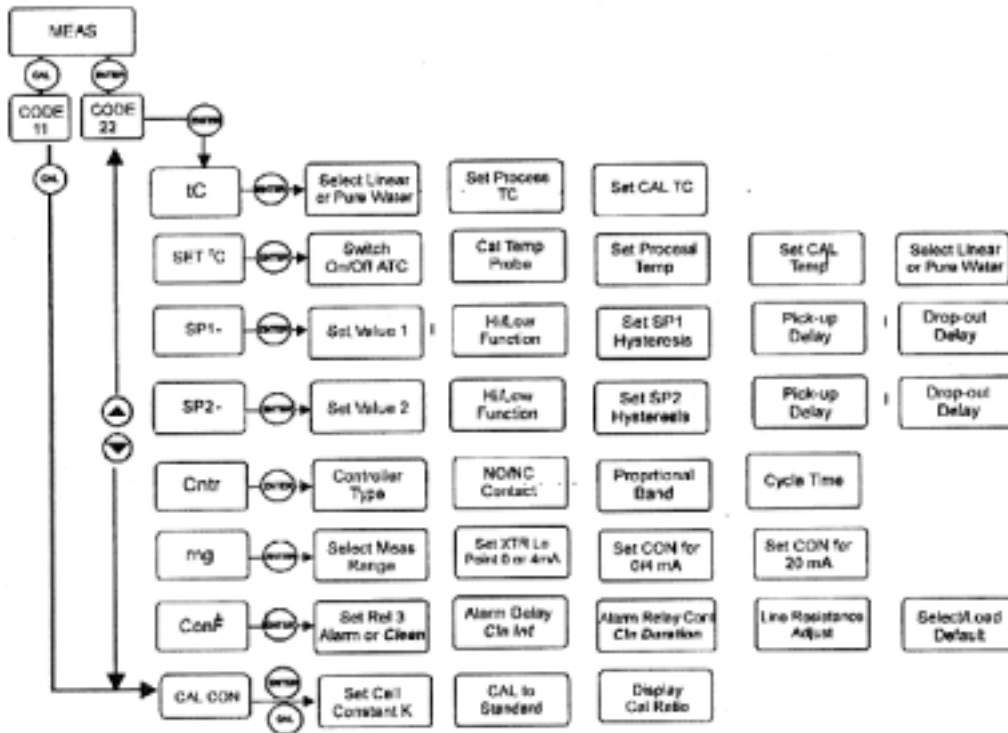 MEAS
CAL
ENTER
CODE
11
CODE
22
ENTER
CAL
tC
ENTER
Select Linear
or Pure Water
Set Process
TC
Set CAL TC
SET °C
ENTER
Switch
On/Off ATC
Cal Temp
Probe
Set Process
Temp
Set CAL
Temp
Select Linear
or Pure Water
SP1-
ENTER
Set Value 1
Hi/Low
Function
Set SP1
Hysteresis
Pick-up
Delay
Drop-out
Delay
SP2-
ENTER
Set Value 2
Hi/Low
Function
Set SP2
Hysteresis
Pick-up
Delay
Drop-out
Delay
Cntr
ENTER
Controller
Type
NO/NC
Contact
Proprtional
Band
Cycle Time
rng
ENTER
Select Meas
Range
Set XTR Lo
Point 0 or 4mA
Set CON for
0/4 mA
Set CON for
20 mA
ENTER
Set Rel 3
Alarm or Clean
Alarm Delay
Cln Int
Alarm Relay Cont
Cln Duration
Line Resistance
Adjust
Select/Load
Default
CAL CON
ENTER
CAL
Set Cell
Constant K
CAL to
Standard
Display
Cal Ratio